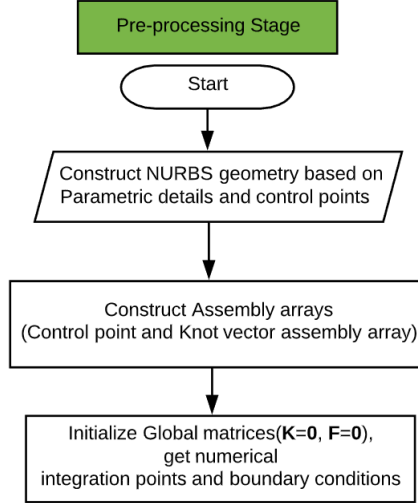 Pre-processing Stage
Start
Construct NURBS geometry based on
Parametric details and control points
Construct Assembly arrays
(Control point and Knot vector assembly array)
Initialize Global matrices(K=0, F=0),
get numerical
integration points and boundary conditions